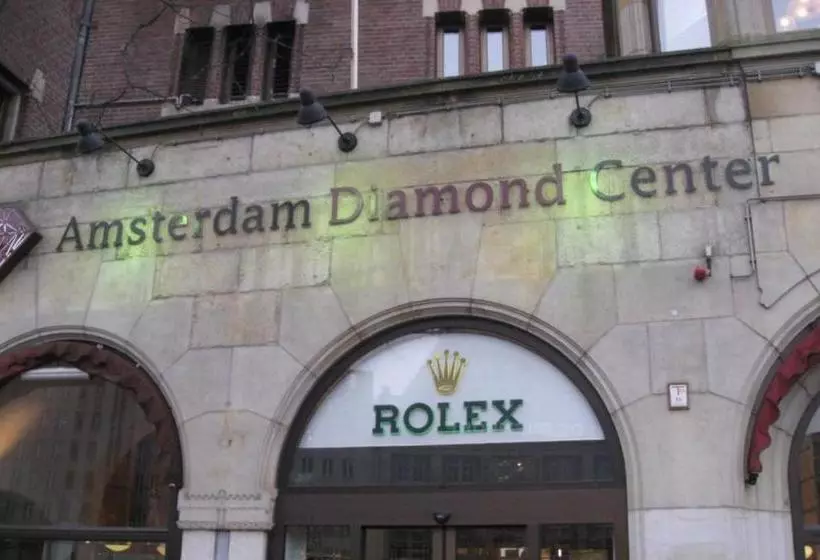 Amsterdam Diamond Center
ROLEX